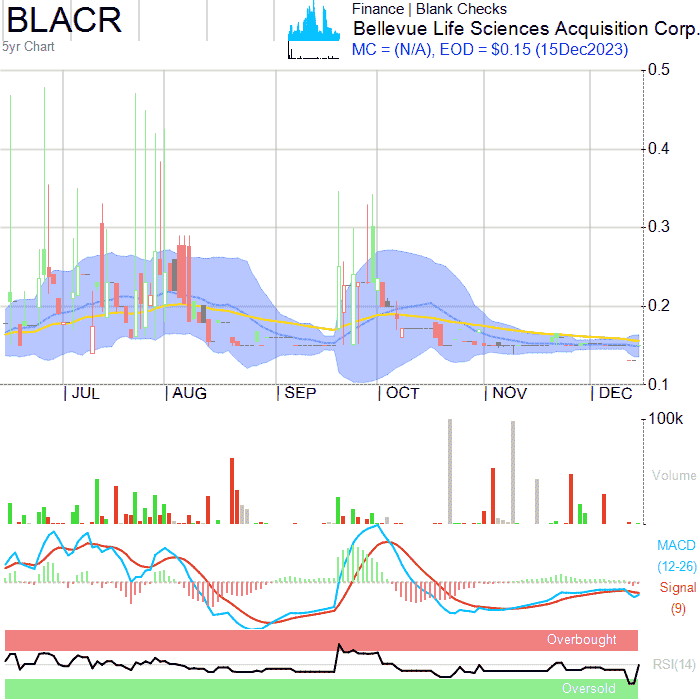 BLACR
5yr Chart
Finance | Blank Checks
Bellevue Life Sciences Acquisition Corp.
MC = (N/A), EOD = $0.15 (15Dec2023)
0.5
0.4
0.3
0.2
0.1
| JUL | AUG | SEP | OCT | NOV | DEC
100k
Volume
MACD
(12-26)
Signal
(9)
Overbought
RSI(14)
Oversold